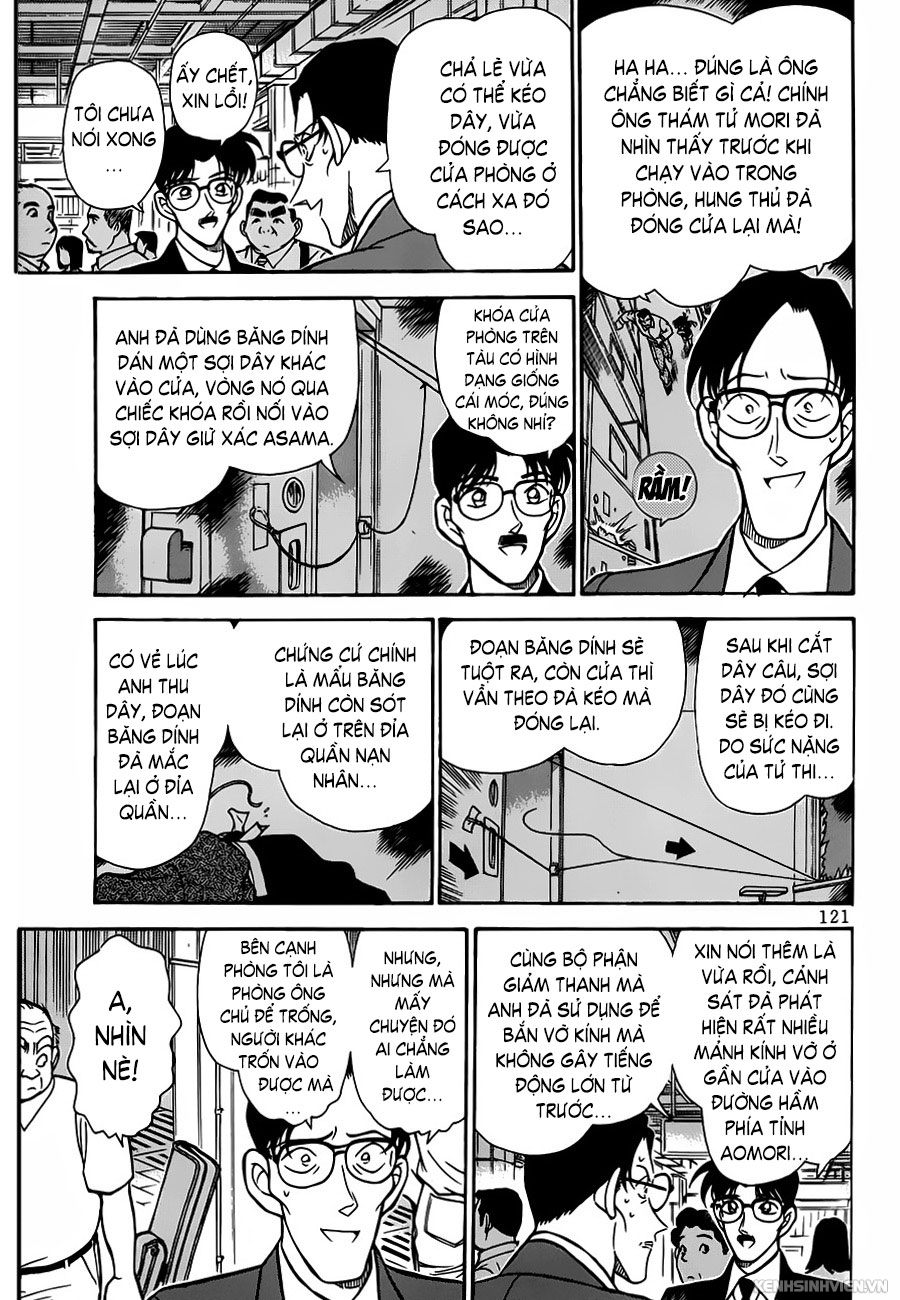 HA HA... ĐÚNG LÀ ÔNG
CHẲNG BIẾT GÌ CẢ! CHÍNH
ÔNG THÁM TỬ MORI ĐÃ
NHÌN THẤY TRƯỚC KHI
CHẠY VÀO TRONG
PHÒNG, HUNG THỦ ĐÃ
ĐÓNG CỬA LẠI MÀ!
RẦM!
CHẢ LẼ VỪA
CÓ THỂ KÉO
DÂY, VỪA
ĐÓNG ĐƯỢC
CỬA PHÒNG Ở
CÁCH XA ĐÓ
SAO...
ẤY CHẾT,
XIN LỖI!
TÔI CHƯA
NÓI XONG
...
KHÓA CỬA
PHÒNG TRÊN
TÀU CÓ HÌNH
DẠNG GIỐNG
CÁI MÓC, ĐÚNG
KHÔNG NHỈ?
ANH ĐÃ DÙNG BĂNG DÍNH
DÁN MỘT SỢI DÂY KHÁC
VÀO CỬA, VÒNG NÓ QUA
CHIẾC KHÓA RỒI NỐI VÀO
SỢI DÂY GIỮ XÁC ASAMA.
SAU KHI CẮT
DÂY CÂU, SỢI
DÂY ĐÓ CŨNG
SẼ BỊ KÉO ĐI.
DO SỨC NẶNG
CỦA TỬ THI...
ĐOẠN BĂNG DÍNH SẼ
TUỘT RA, CÒN CỬA THÌ
VẪN THEO ĐÀ KÉO MÀ
ĐÓNG LẠI.
CHỨNG CỨ CHÍNH
LÀ MẨU BĂNG
DÍNH CÒN SÓT
LẠI Ở TRÊN ĐỈA
QUẦN NẠN
NHÂN...
CÓ VẺ LÚC
ANH THU
DÂY, ĐOẠN
BĂNG DÍNH
ĐÃ MẮC
LẠI Ở ĐỈA
QUẦN...
121
XIN NÓI THÊM LÀ
VỪA RỒI, CẢNH
SÁT ĐÃ PHÁT
HIỆN RẤT NHIỀU
MẢNH KÍNH VỠ Ở
GẦN CỬA VÀO
ĐƯỜNG HẦM
PHÍA TỈNH
AOMORI...
CÙNG BỘ PHẬN
GIẢM THANH MÀ
ANH ĐÃ SỬ DỤNG ĐỂ
BẮN VỠ KÍNH MÀ
KHÔNG GÂY TIẾNG
ĐỘNG LỚN TỪ
TRƯỚC...
NHƯNG,
NHƯNG MÀ
MẤY
CHUYỆN ĐÓ
AI CHẲNG
LÀM
ĐƯỢC...
BÊN CẠNH
PHÒNG TÔI LÀ
PHÒNG ÔNG
CHỦ ĐỂ TRỐNG,
NGƯỜI KHÁC
TRỐN VÀO
ĐƯỢC MÀ
...
A,
NHÌN
NÈ!
KENHSINHVIEN.VN